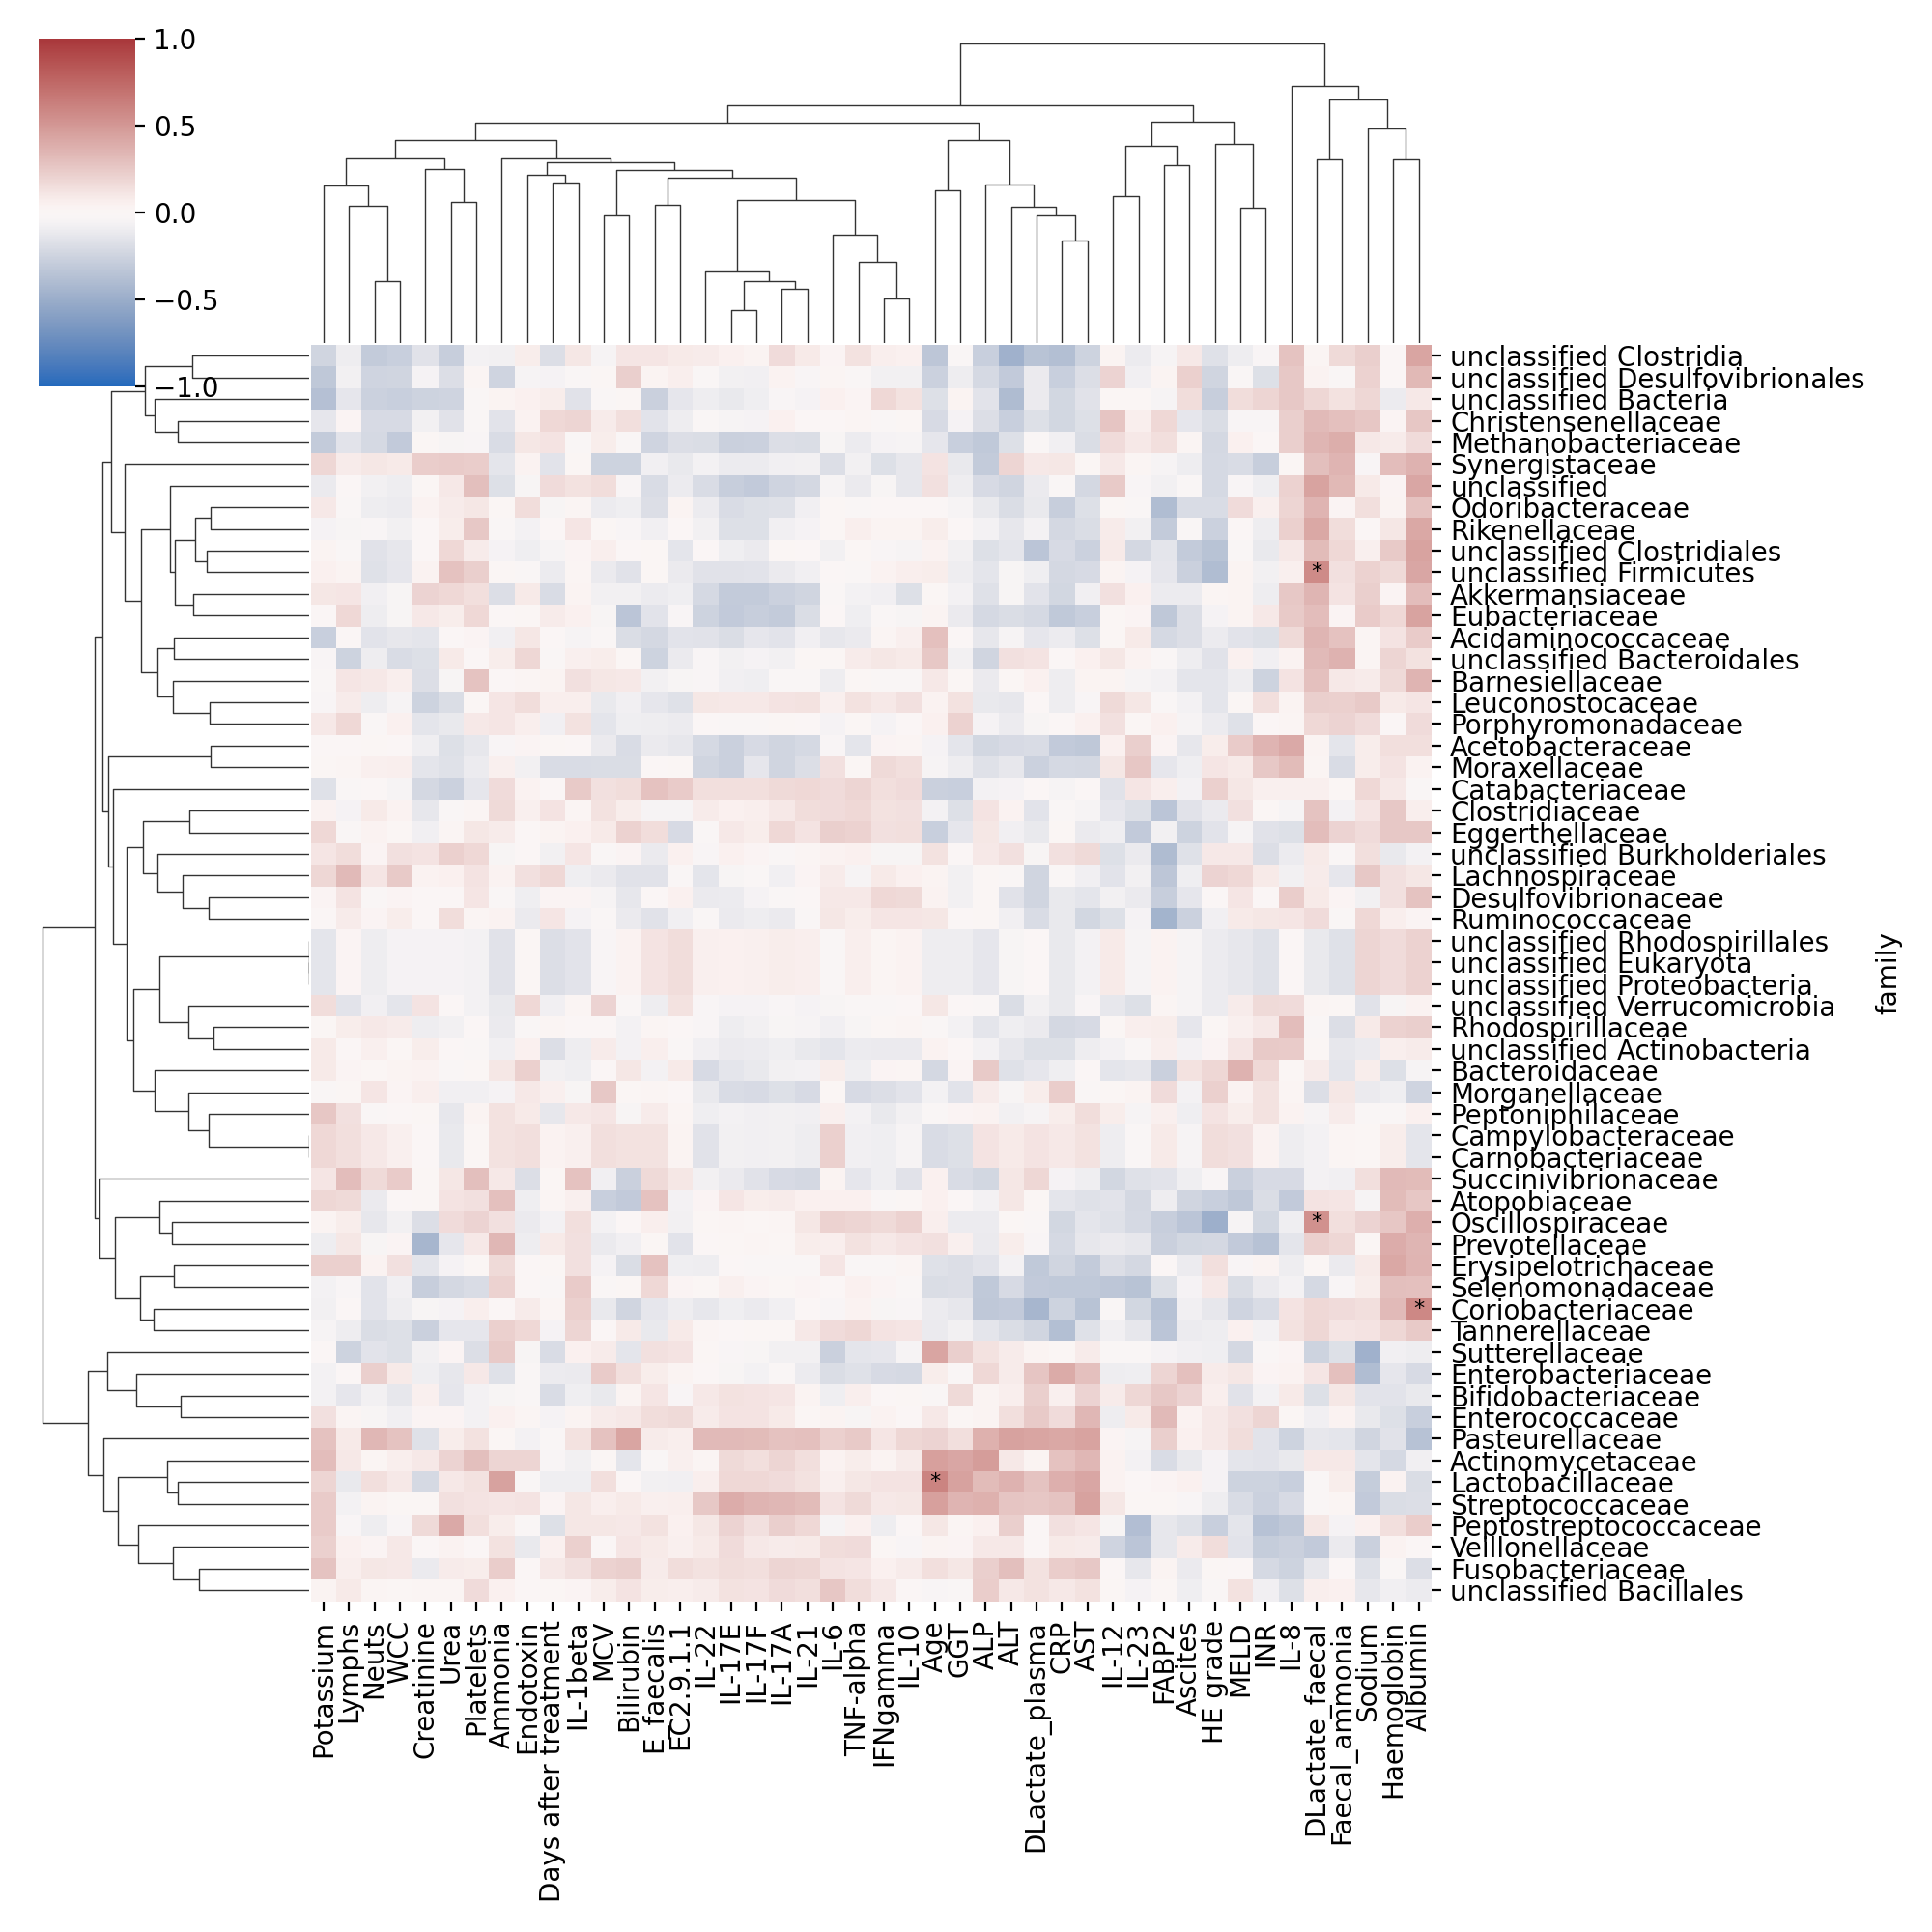 1.0
0.5
0.0
−0.5
−1.0
unclassified Clostridia
unclassified Desulfovibrionales
unclassified Bacteria
Christensenellaceae
Methanobacteriaceae
Synergistaceae
unclassified
Odoribacteraceae
Rikenellaceae
unclassified Clostridiales
*
unclassified Firmicutes
Akkermansiaceae
Eubacteriaceae
Acidaminococcaceae
unclassified Bacteroidales
Barnesiellaceae
Leuconostocaceae
Porphyromonadaceae
Acetobacteraceae
Moraxellaceae
Catabacteriaceae
Clostridiaceae
Eggerthellaceae
unclassified Burkholderiales
Lachnospiraceae
Desulfovibrionaceae
Ruminococcaceae
unclassified Rhodospirillales
unclassified Eukaryota
unclassified Proteobacteria
unclassified Verrucomicrobia
Rhodospirillaceae
unclassified Actinobacteria
Bacteroidaceae
Morganellaceae
Peptoniphilaceae
Campylobacteraceae
Carnobacteriaceae
Succinivibrionaceae
Atopobiaceae
*
Oscillospiraceae
Prevotellaceae
Erysipelotrichaceae
Selenomonadaceae
*
Coriobacteriaceae
Tannerellaceae
Sutterellaceae
Enterobacteriaceae
Bifidobacteriaceae
Enterococcaceae
Pasteurellaceae
Actinomycetaceae
*
Lactobacillaceae
Streptococcaceae
Peptostreptococcaceae
Veillonellaceae
Fusobacteriaceae
unclassified Bacillales
family
Potassium
Lymphs
Neuts
WCC
Creatinine
Urea
Platelets
Ammonia
Endotoxin
Days after treatment
IL-1beta
MCV
Bilirubin
E_faecalis
EC2.9.1.1
IL-22
IL-17E
IL-17F
IL-17A
IL-21
IL-6
TNF-alpha
IFNgamma
IL-10
Age
GGT
ALP
ALT
DLactate_plasma
CRP
AST
IL-12
IL-23
FABP2
Ascites
HE grade
MELD
INR
IL-8
DLactate_faecal
Faecal_ammonia
Sodium
Haemoglobin
Albumin